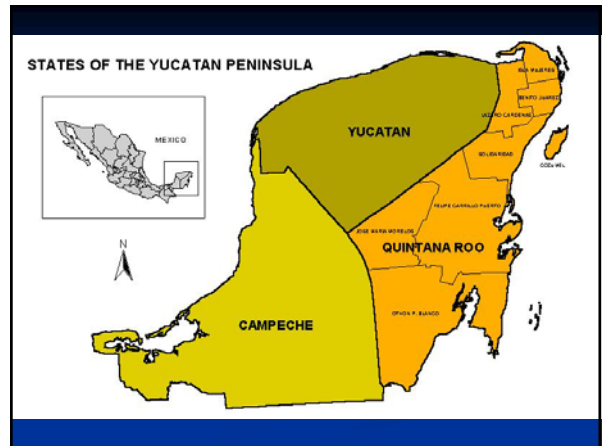 STATES OF THE YUCATAN PENINSULA
MEXICO
N
YUCATAN
ISLA MUJERES
BENITO JUAREZ
LAZARO CARDENAS
SOLIDARIDAD
COZUMEL
FELIPE CARRILLO PUERTO
JOSE MARIA MORELOS
QUINTANA ROO
OTHON P. BLANCO
CAMPECHE